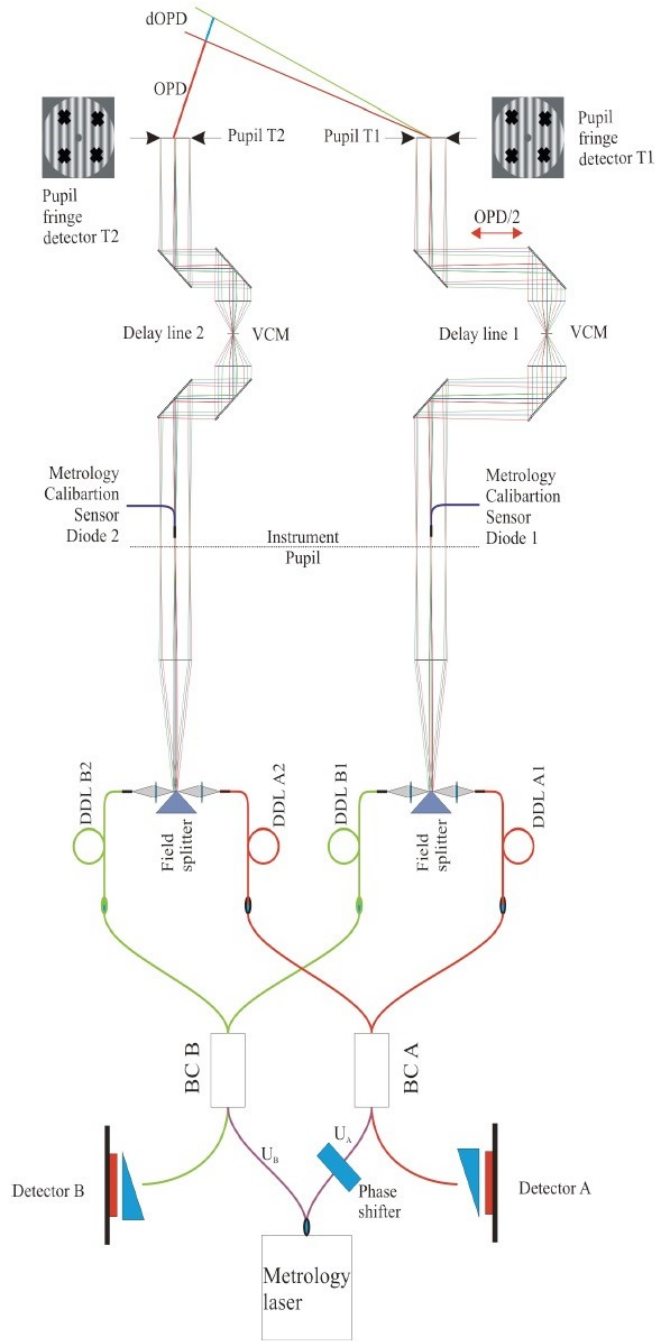 dOPD
OPD
Pupil T2
Pupil T1
Pupil
fringe
detector T1
Pupil
fringe
detector T2
OPD/2
Delay line 2
VCM
Delay line 1
VCM
Metrology
Calibartion
Sensor
Diode 2
Metrology
Calibartion
Sensor
Diode 1
Instrument
Pupil
DDL B2
Field
splitter
DDL A2
DDL B1
Field
splitter
DDL A1
BC B
BC A
U_B
U_A
Phase
shifter
Detector B
Detector A
Metrology
laser